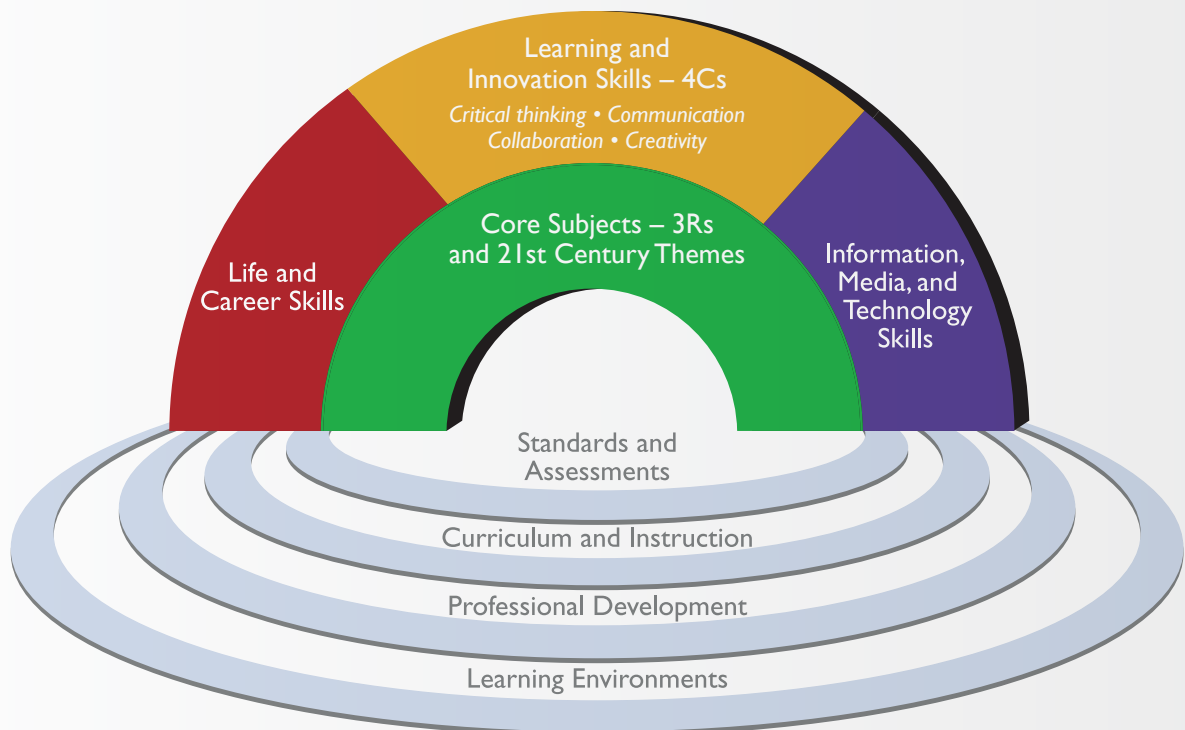 Learning and
Innovation Skills – 4Cs
Critical thinking • Communication
Collaboration • Creativity
Core Subjects – 3Rs
and 21st Century Themes
Life and
Career Skills
Information,
Media, and
Technology
Skills
Standards and
Assessments
Curriculum and Instruction
Professional Development
Learning Environments